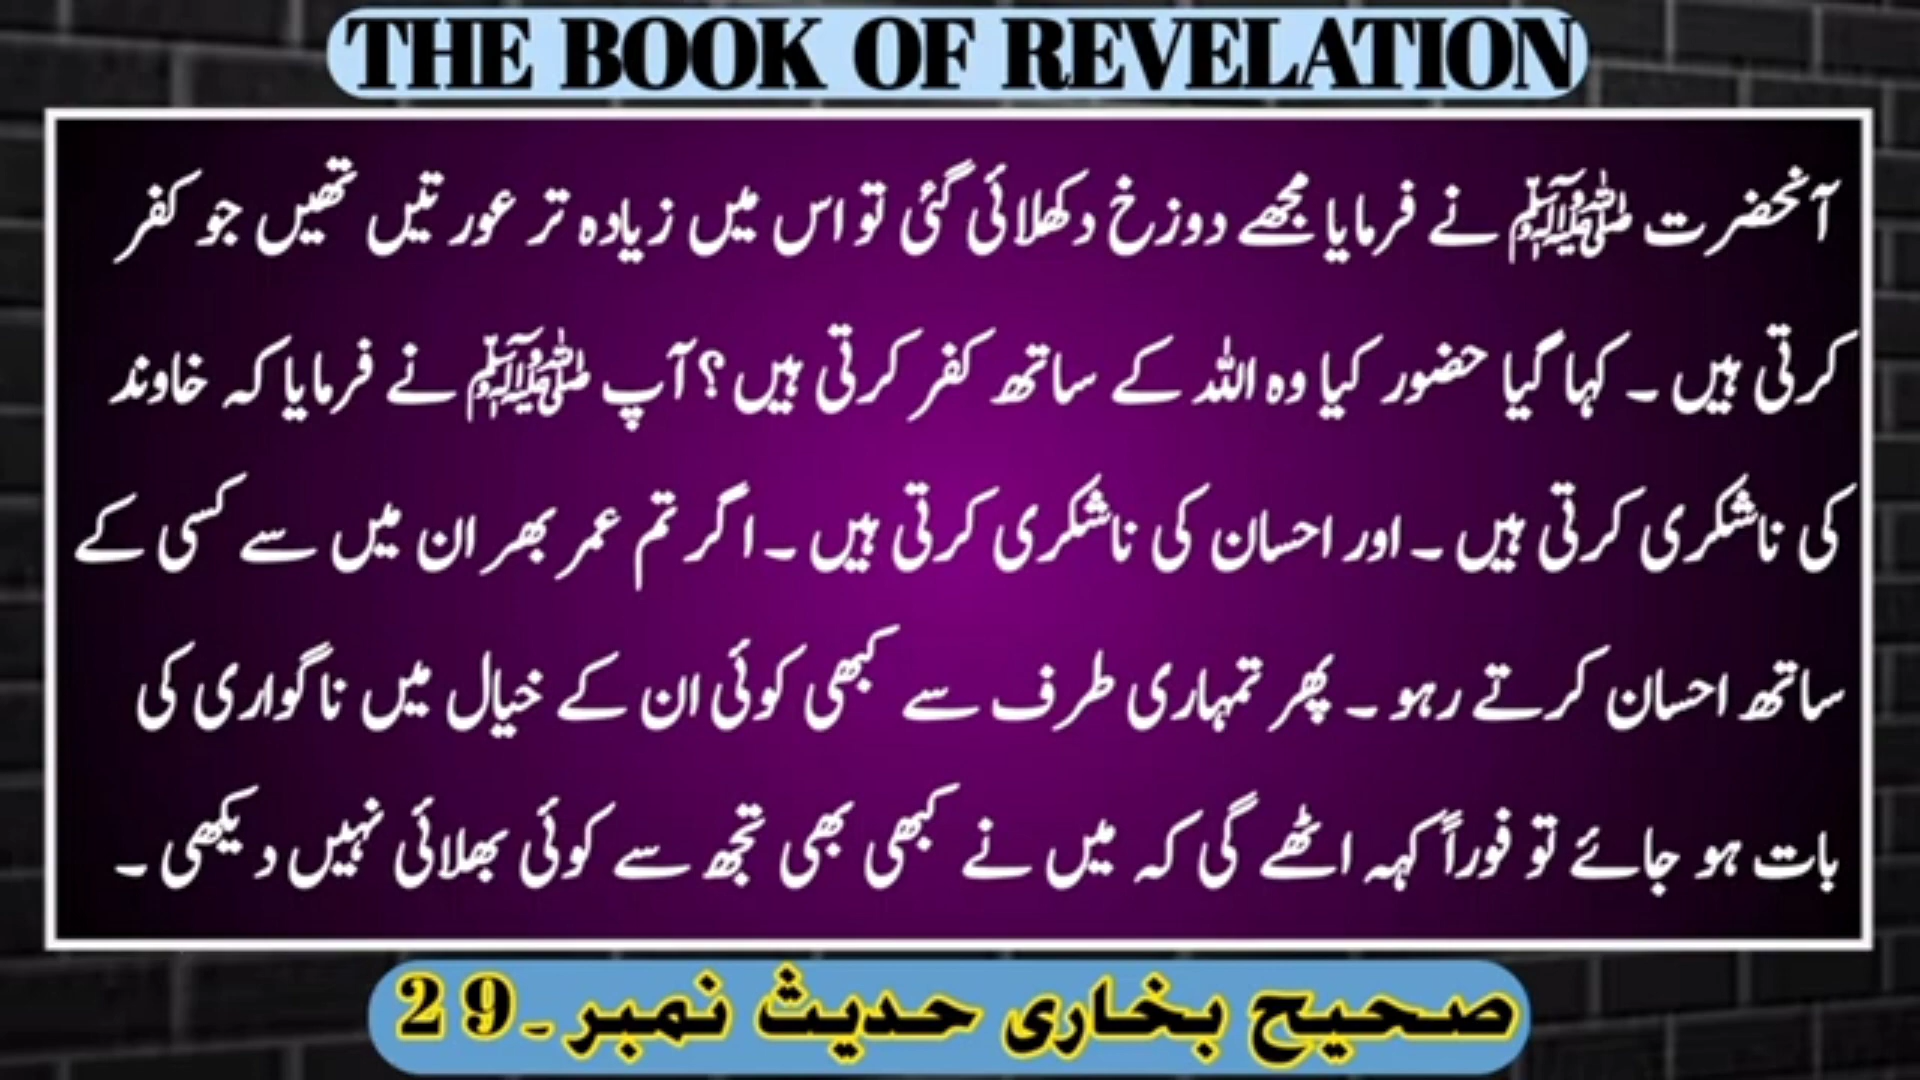 THE BOOK OF REVELATION
آنحضرت ﷺ نے فرمایا مجھے دوزخ دکھلائی گئی تو اس میں زیادہ تر عورتیں تھیں جو کفر
کرتی ہیں ۔ کہا گیا حضور کیا وہ اللہ کے ساتھ کفر کرتی ہیں ؟ آپ ﷺ نے فرمایا کہ خاوند
کی ناشکری کرتی ہیں ۔ اور احسان کی ناشکری کرتی ہیں ۔ اگر تم عمر بھر ان میں سے کسی کے
ساتھ احسان کرتے رہو ۔ پھر تمہاری طرف سے کبھی کوئی ان کے خیال میں ناگواری کی
بات ہو جائے تو فوراً کہہ اٹھے گی کہ میں نے کبھی بھی تجھ سے کوئی بھلائی نہیں دیکھی ۔
صحیح بخاری حدیث نمبر۔29